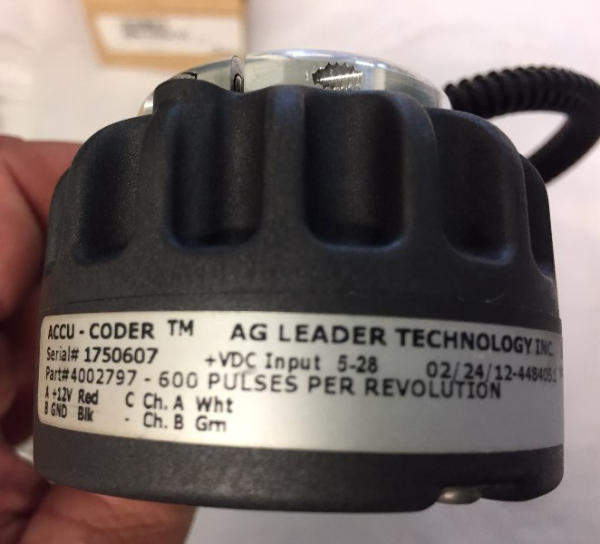 ACCU - CODER ™ AG LEADER TECHNOLOGY INC.
Serial# 1750607 +VDC Input 5-28 02/24/12-448405
Part#4002797 - 600 PULSES PER REVOLUTION
A +12V Red C Ch. A Wht
B GND Blk - Ch. B Grn